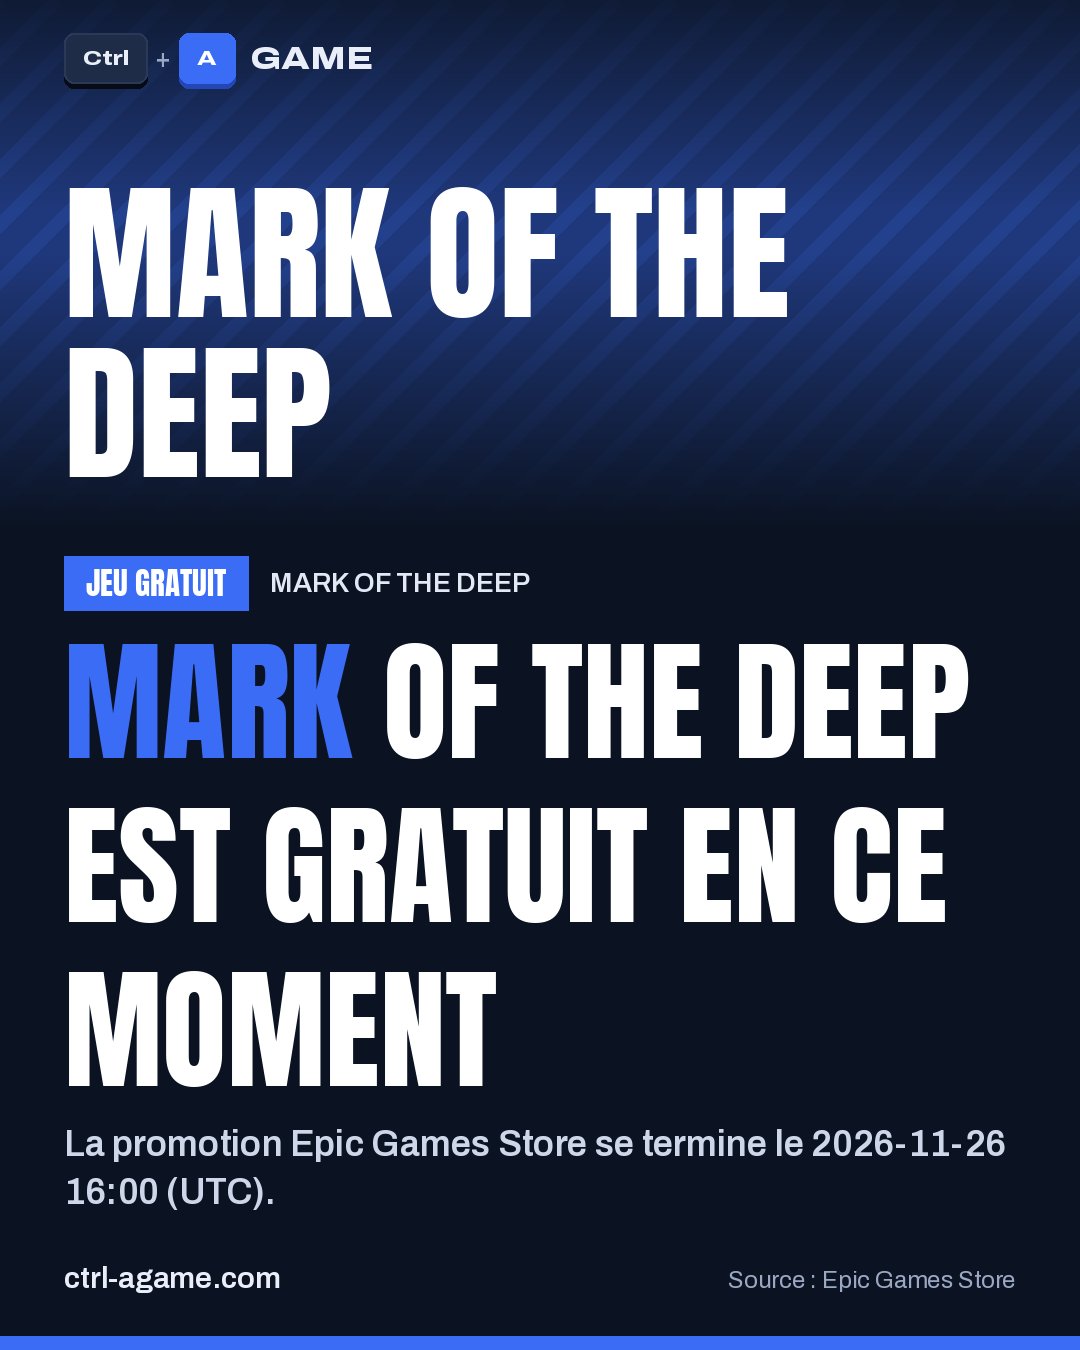 Ctrl + A GAME
MARK OF THE
DEEP
JEU GRATUIT MARK OF THE DEEP
MARK OF THE DEEP
EST GRATUIT EN CE
MOMENT
La promotion Epic Games Store se termine le 2026-11-26
16:00 (UTC).
ctrl-agame.com Source : Epic Games Store